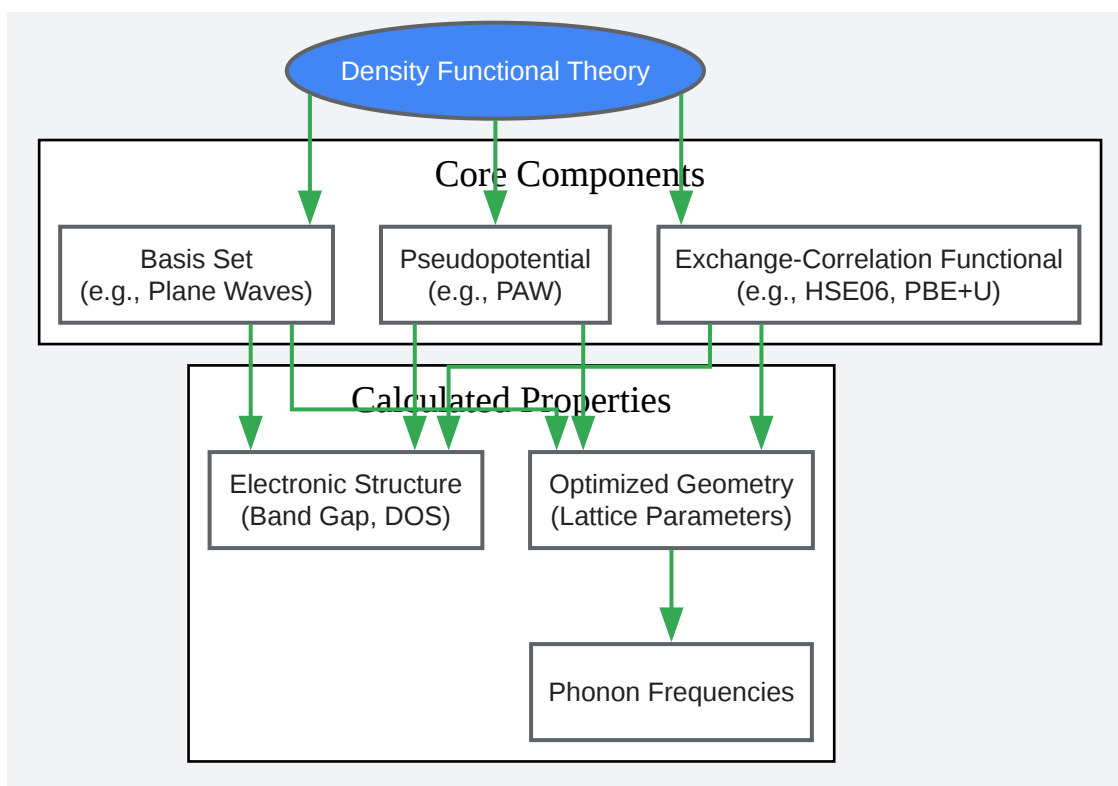 Density Functional Theory
Core Components
Basis Set
(e.g., Plane Waves)
Pseudopotential
(e.g., PAW)
Exchange-Correlation Functional
(e.g., HSE06, PBE+U)
Calculated Properties
Electronic Structure
(Band Gap, DOS)
Optimized Geometry
(Lattice Parameters)
Phonon Frequencies